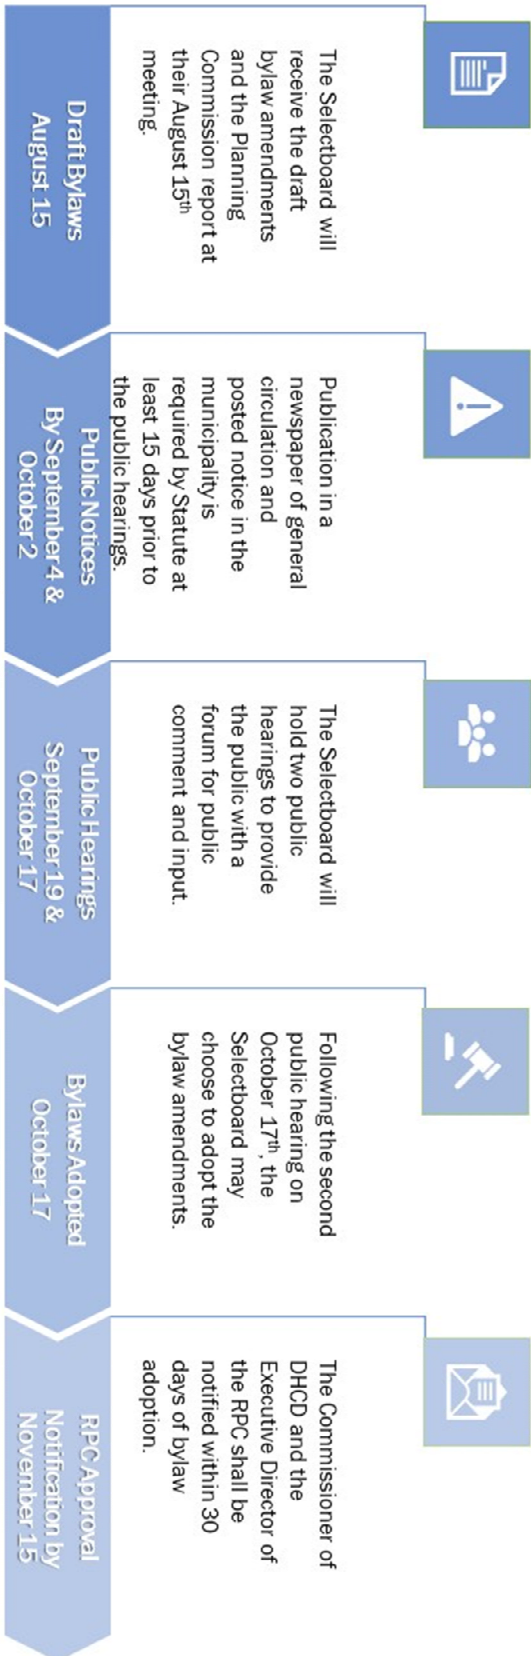 The Selectboard will
receive the draft
bylaw amendments
and the Planning
Commission report at
their August 15th
meeting.
Draft Bylaws
August 15
Publication in a
newspaper of general
circulation and
posted notice in the
municipality is
required by Statute at
least 15 days prior to
the public hearings.
Public Notices
By September 4 &
October 2
The Selectboard will
hold two public
hearings to provide
the public with a
forum for public
comment and input.
Public Hearings
September 19 &
October 17
Following the second
public hearing on
October 17th, the
Selectboard may
choose to adopt the
bylaw amendments.
Bylaws Adopted
October 17
The Commissioner of
DHCD and the
Executive Director of
the RPC shall be
notified within 30
days of bylaw
adoption.
RPC Approval
Notification by
November 15